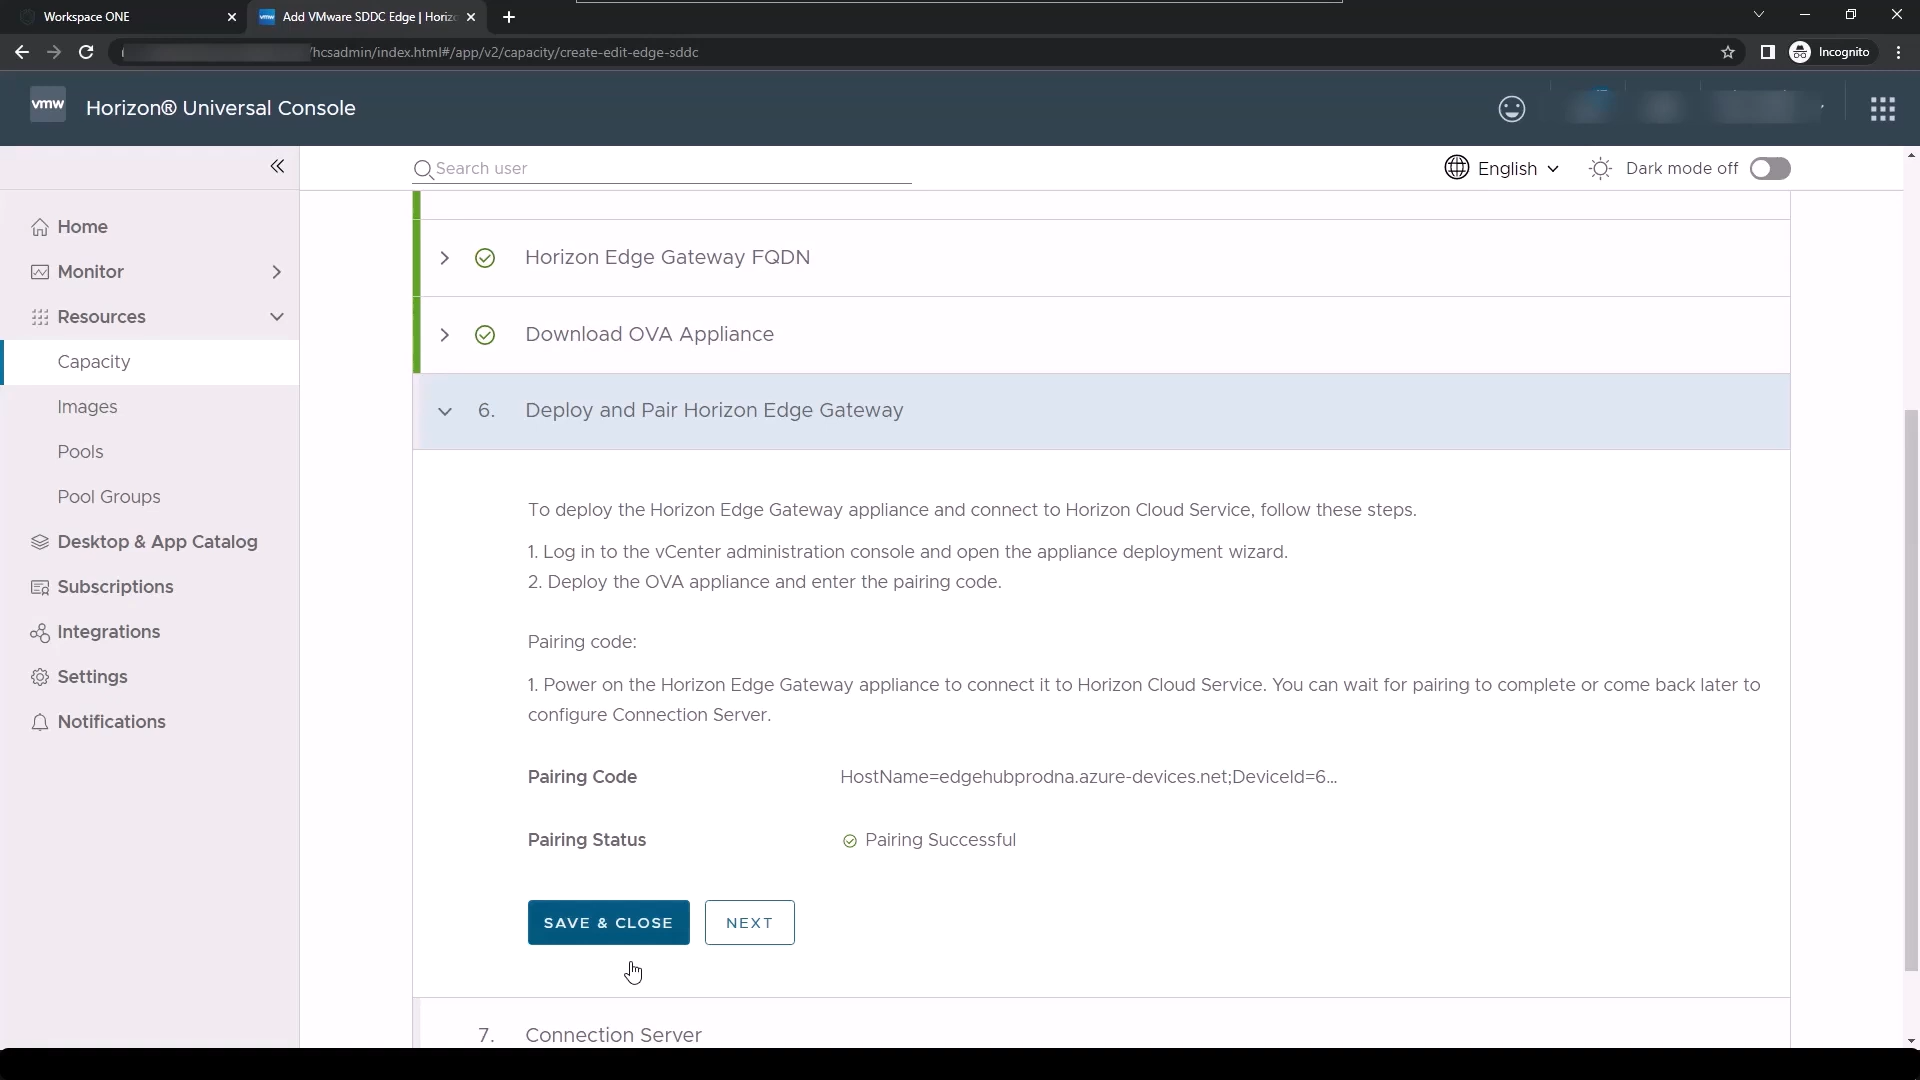 Workspace ONE
Add VMware SDDC Edge | Horiz
/hcsadmin/index.html#/app/v2/capacity/create-edit-edge-sddc
Incognito
vmw
Horizon® Universal Console
Search user
English
Dark mode off
Home
Monitor
Resources
Capacity
Images
Pools
Pool Groups
Desktop & App Catalog
Subscriptions
Integrations
Settings
Notifications
Horizon Edge Gateway FQDN
Download OVA Appliance
6. Deploy and Pair Horizon Edge Gateway
To deploy the Horizon Edge Gateway appliance and connect to Horizon Cloud Service, follow these steps.
1. Log in to the vCenter administration console and open the appliance deployment wizard.
2. Deploy the OVA appliance and enter the pairing code.
Pairing code:
1. Power on the Horizon Edge Gateway appliance to connect it to Horizon Cloud Service. You can wait for pairing to complete or come back later to
configure Connection Server.
Pairing Code HostName=edgehubprodna.azure-devices.net;DeviceId=6...
Pairing Status Pairing Successful
SAVE & CLOSE NEXT
7. Connection Server